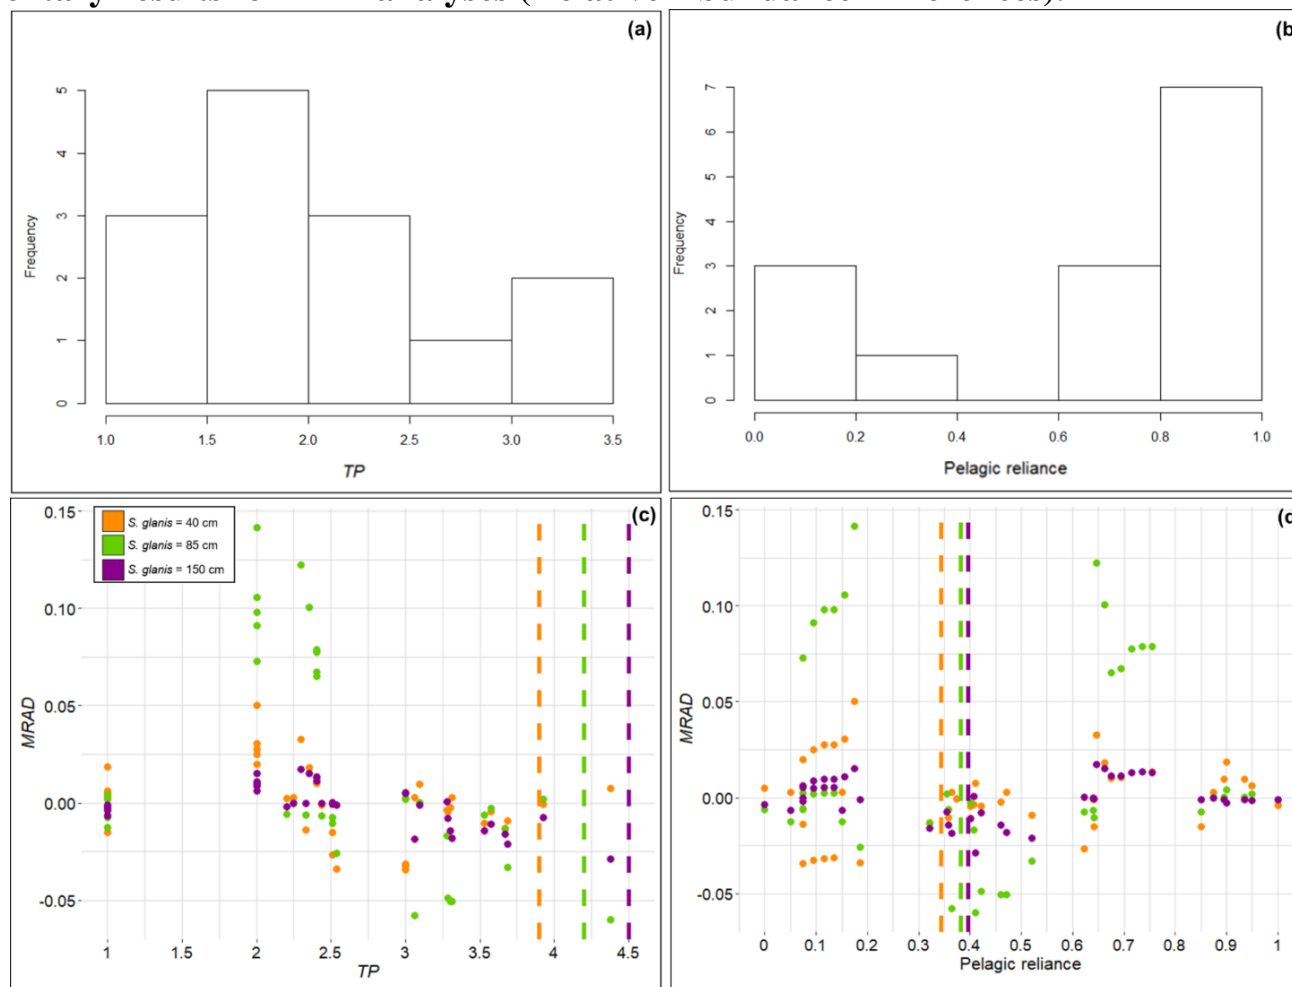 (a)
5
4
3
2
1
0
Frequency
1.0 1.5 2.0 2.5 3.0 3.5
TP
(b
7
6
5
4
3
2
1
0
Frequency
0.0 0.2 0.4 0.6 0.8 1.0
Pelagic reliance
(c)
S. glanis = 40 cm
S. glanis = 85 cm
S. glanis = 150 cm
0.15
0.10
0.05
0.00
-0.05
MRAD
1 1.5 2 2.5 3 3.5 4 4.5
TP
(d
0.15
0.10
0.05
0.00
-0.05
MRAD
0 0.1 0.2 0.3 0.4 0.5 0.6 0.7 0.8 0.9 1
Pelagic reliance